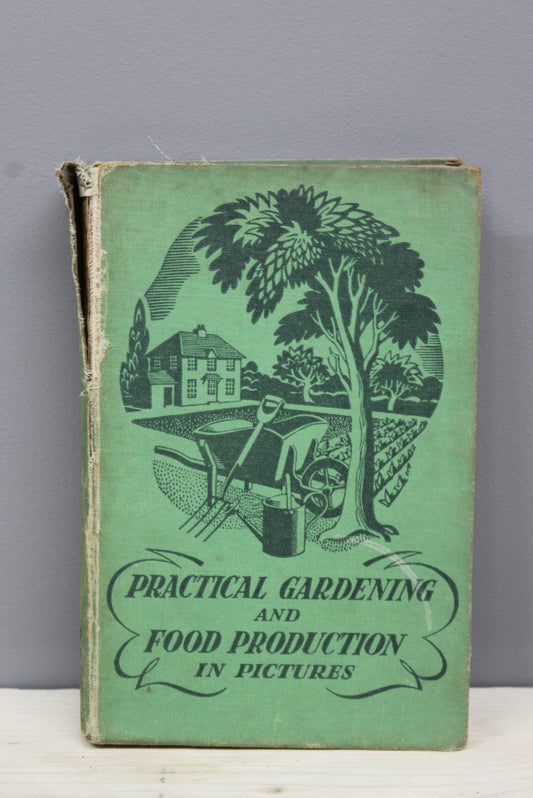 PRACTICAL GARDENING
AND
FOOD PRODUCTION
IN PICTURES